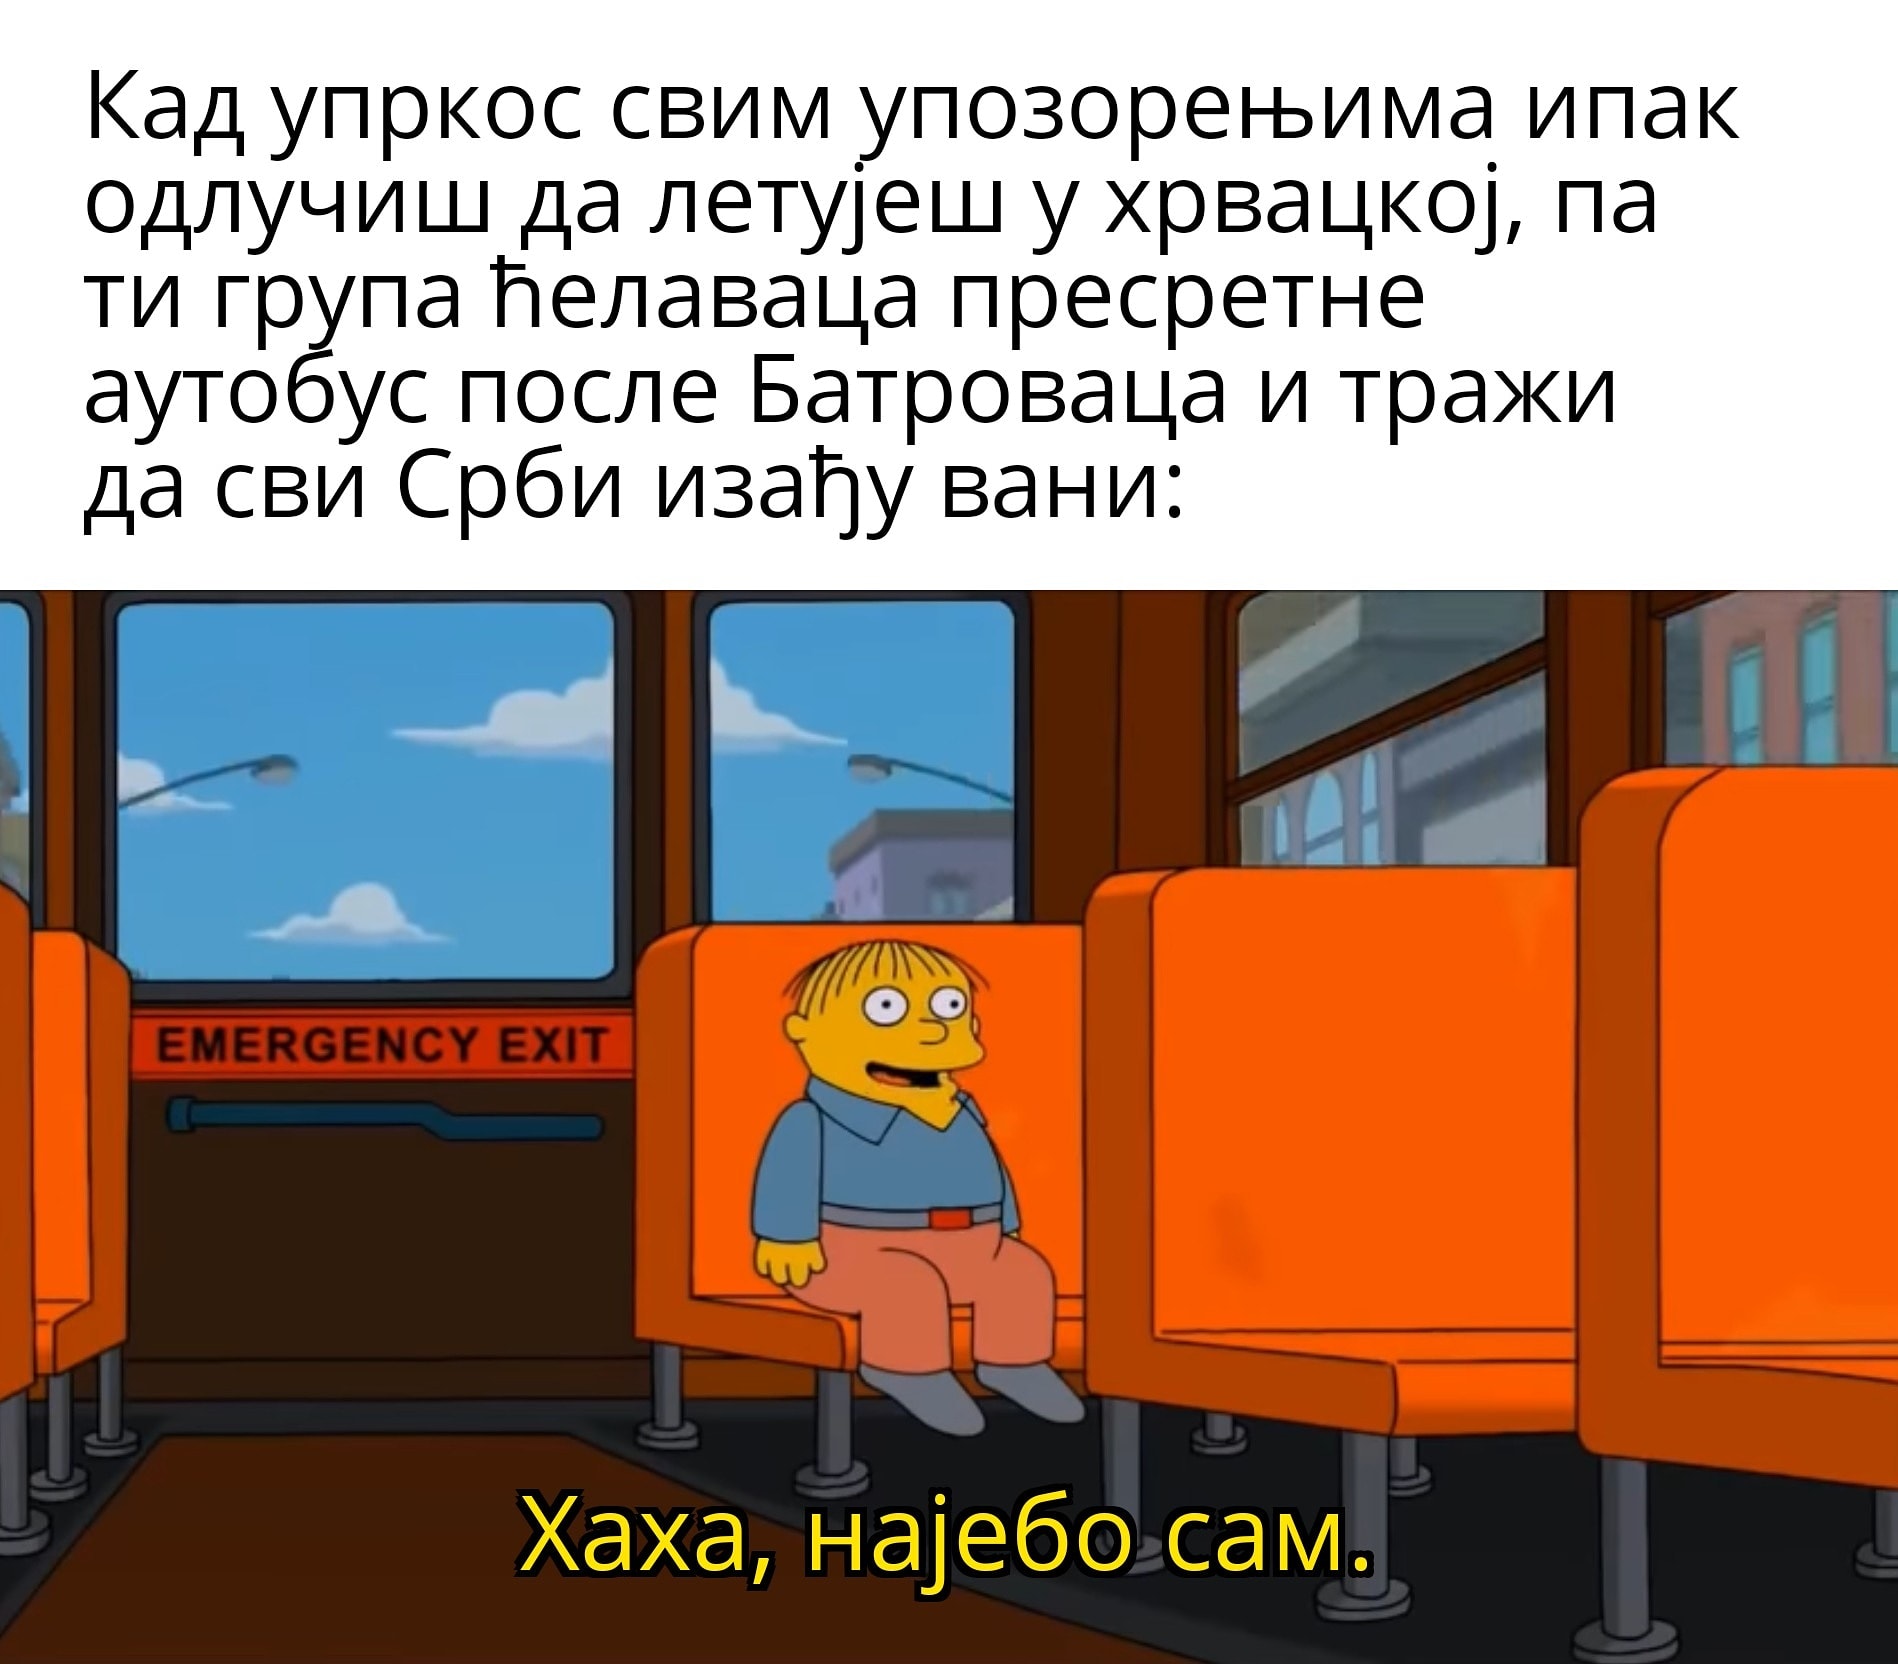 Кад упркос свим упозорењима ипак
одлучиш да летујеш у хрвацкој, па
ти група ћелаваца пресретне
аутобус после Батроваца и тражи
да сви Срби изађу вани:
EMERGENCY EXIT
Хаха, најебо сам.